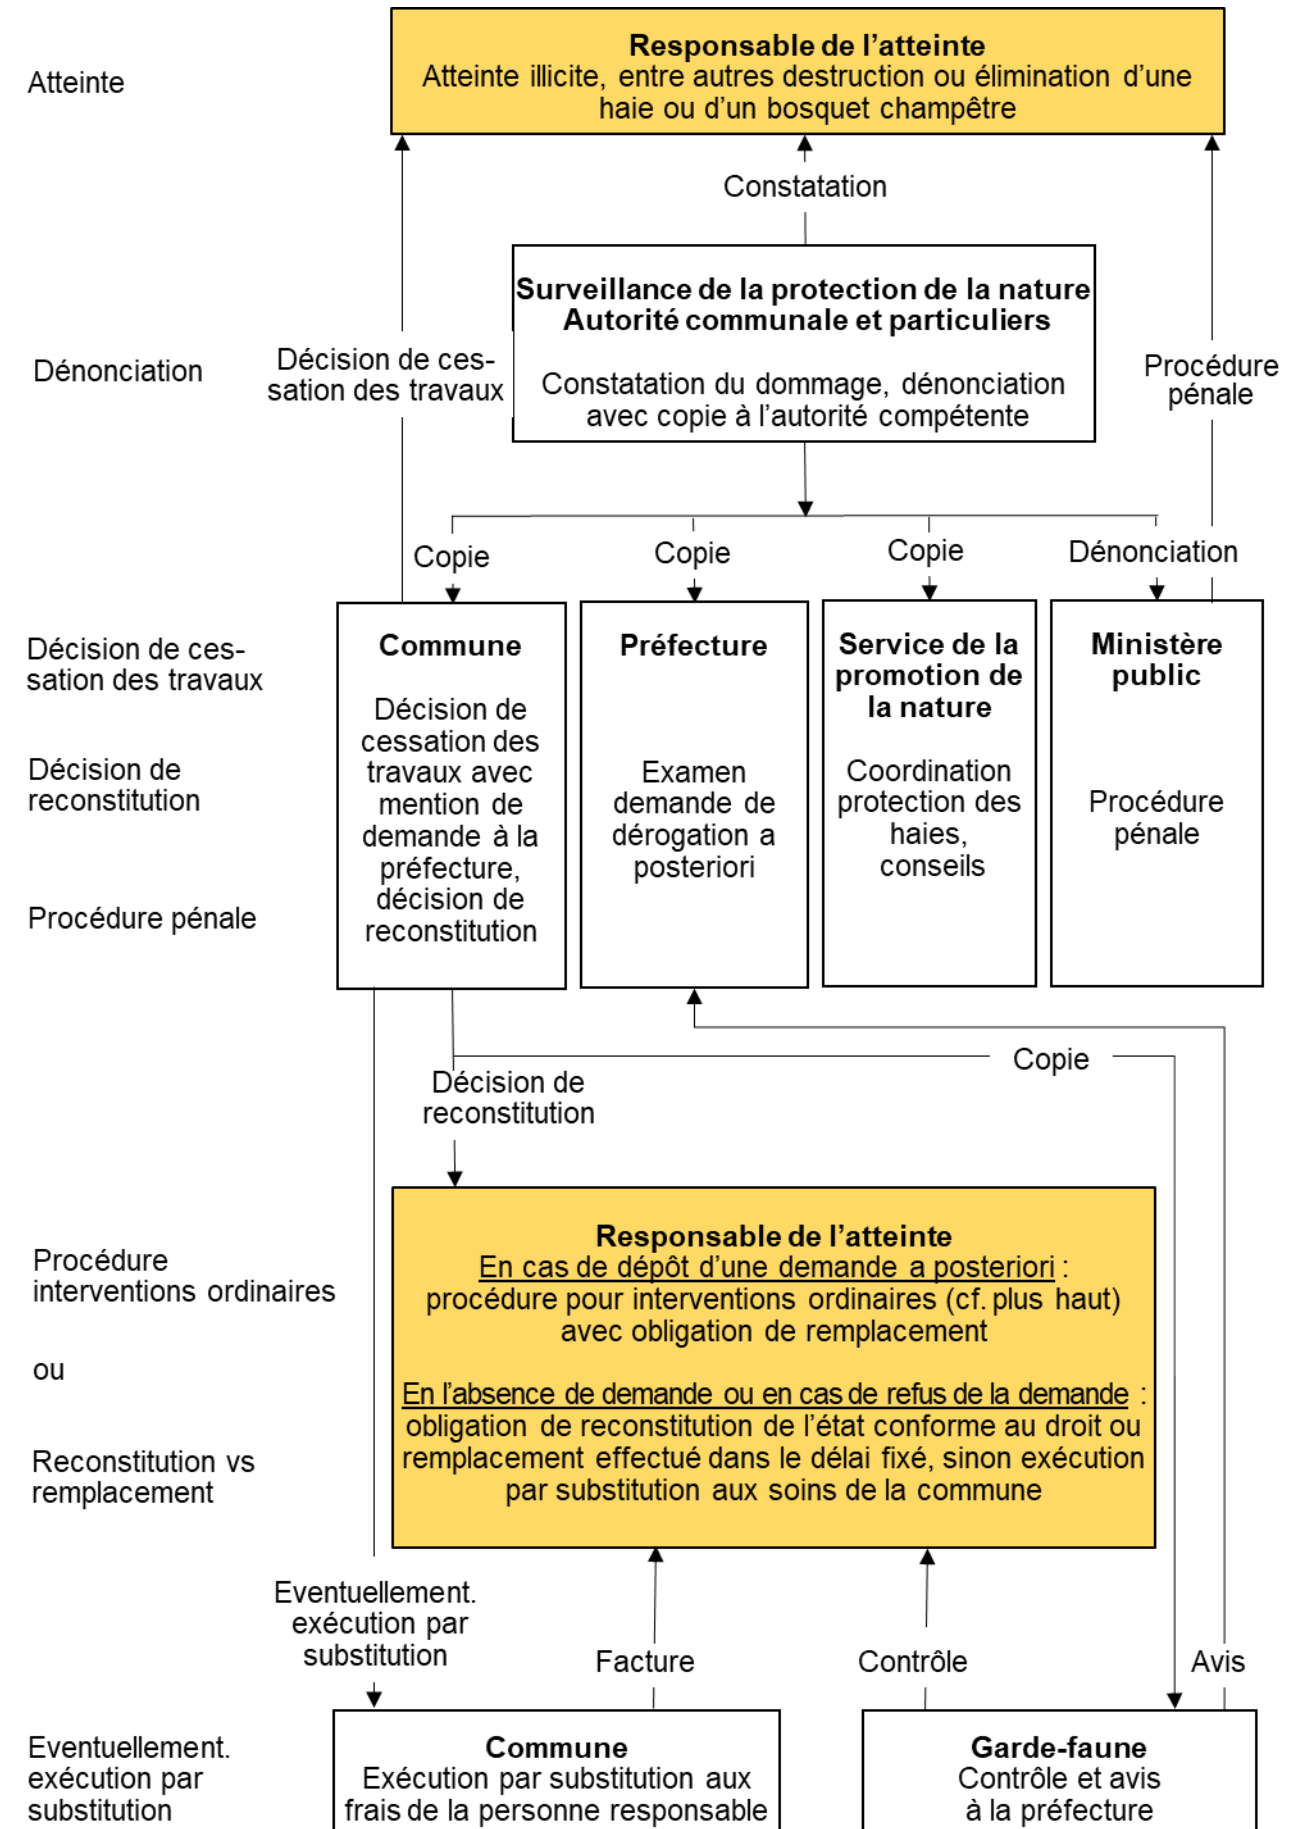 Responsable de l’atteinte
Atteinte illicite, entre autres destruction ou élimination d’une
haie ou d’un bosquet champêtre
Atteinte
Constatation
Surveillance de la protection de la nature
Autorité communale et particuliers
Constatation du dommage, dénonciation
avec copie à l’autorité compétente
Dénonciation
Décision de ces-
sation des travaux
Procédure
pénale
Copie
Copie
Copie
Dénonciation
Décision de ces-
sation des travaux
Décision de
reconstitution
Procédure pénale
Commune
Décision de
cessation des
travaux avec
mention de
demande à la
préfecture,
décision de
reconstitution
Préfecture
Examen
demande de
dérogation a
posteriori
Service de la
promotion de
la nature
Coordination
protection des
haies,
conseils
Ministère
public
Procédure
pénale
Copie
Décision de
reconstitution
Procédure
interventions ordinaires
ou
Reconstitution vs
remplacement
Responsable de l’atteinte
En cas de dépôt d’une demande a posteriori :
procédure pour interventions ordinaires (cf. plus haut)
avec obligation de remplacement
En l’absence de demande ou en cas de refus de la demande :
obligation de reconstitution de l’état conforme au droit ou
remplacement effectué dans le délai fixé, sinon exécution
par substitution aux soins de la commune
Eventuellement.
exécution par
substitution
Facture
Contrôle
Avis
Eventuellement.
exécution par
substitution
Commune
Exécution par substitution aux
frais de la personne responsable
Garde-faune
Contrôle et avis
à la préfecture